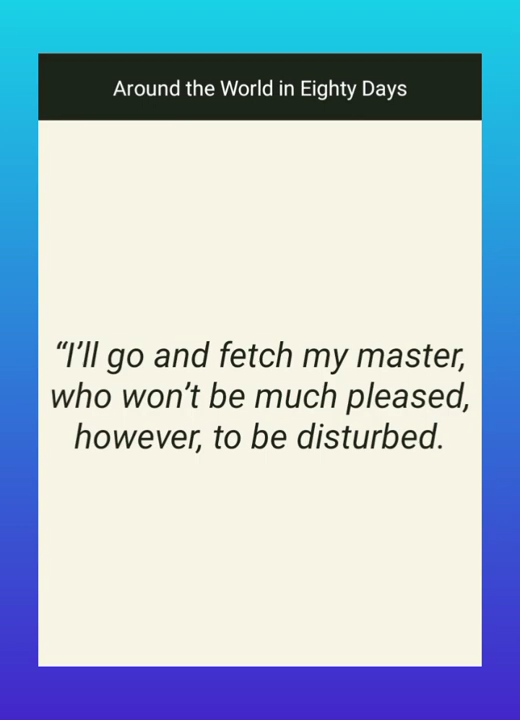 Around the World in Eighty Days
“I’ll go and fetch my master,
who won’t be much pleased,
however, to be disturbed.